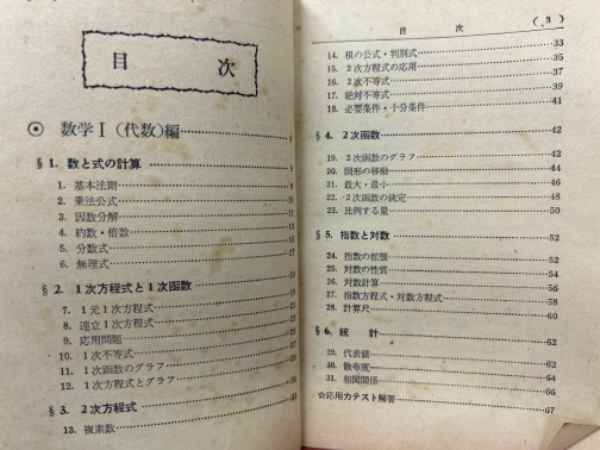 目 次
⦿ 数学Ⅰ(代数)編
§ 1. 数と式の計算
1. 基本法則
2. 乗法公式
3. 因数分解
4. 約数・倍数
5. 分数式
6. 無理式
§ 2. 1次方程式と1次函数
7. 1元1次方程式
8. 連立1次方程式
9. 応用問題
10. 1次不等式
11. 1次函数のグラフ
12. 1次方程式とグラフ
§ 3. 2次方程式
13. 複素数
目 次 ( 3 )
14. 根の公式・判別式 33
15. 2次方程式の応用 35
16. 2次不等式 37
17. 絶対不等式 39
18. 必要条件・十分条件 41
§ 4. 2次函数 42
19. 2次函数のグラフ 42
20. 図形の移動 44
21. 最大・最小 46
22. 2次函数の決定 48
23. 比例する量 50
§ 5. 指数と対数 52
24. 指数の拡張 52
25. 対数の性質 54
26. 対数計算 56
27. 指数方程式・対数方程式 58
28. 計算尺 60
§ 6. 統 計 62
29. 代表値 62
30. 散布度 64
31. 相関関係 66
☆応用力テスト解答 67